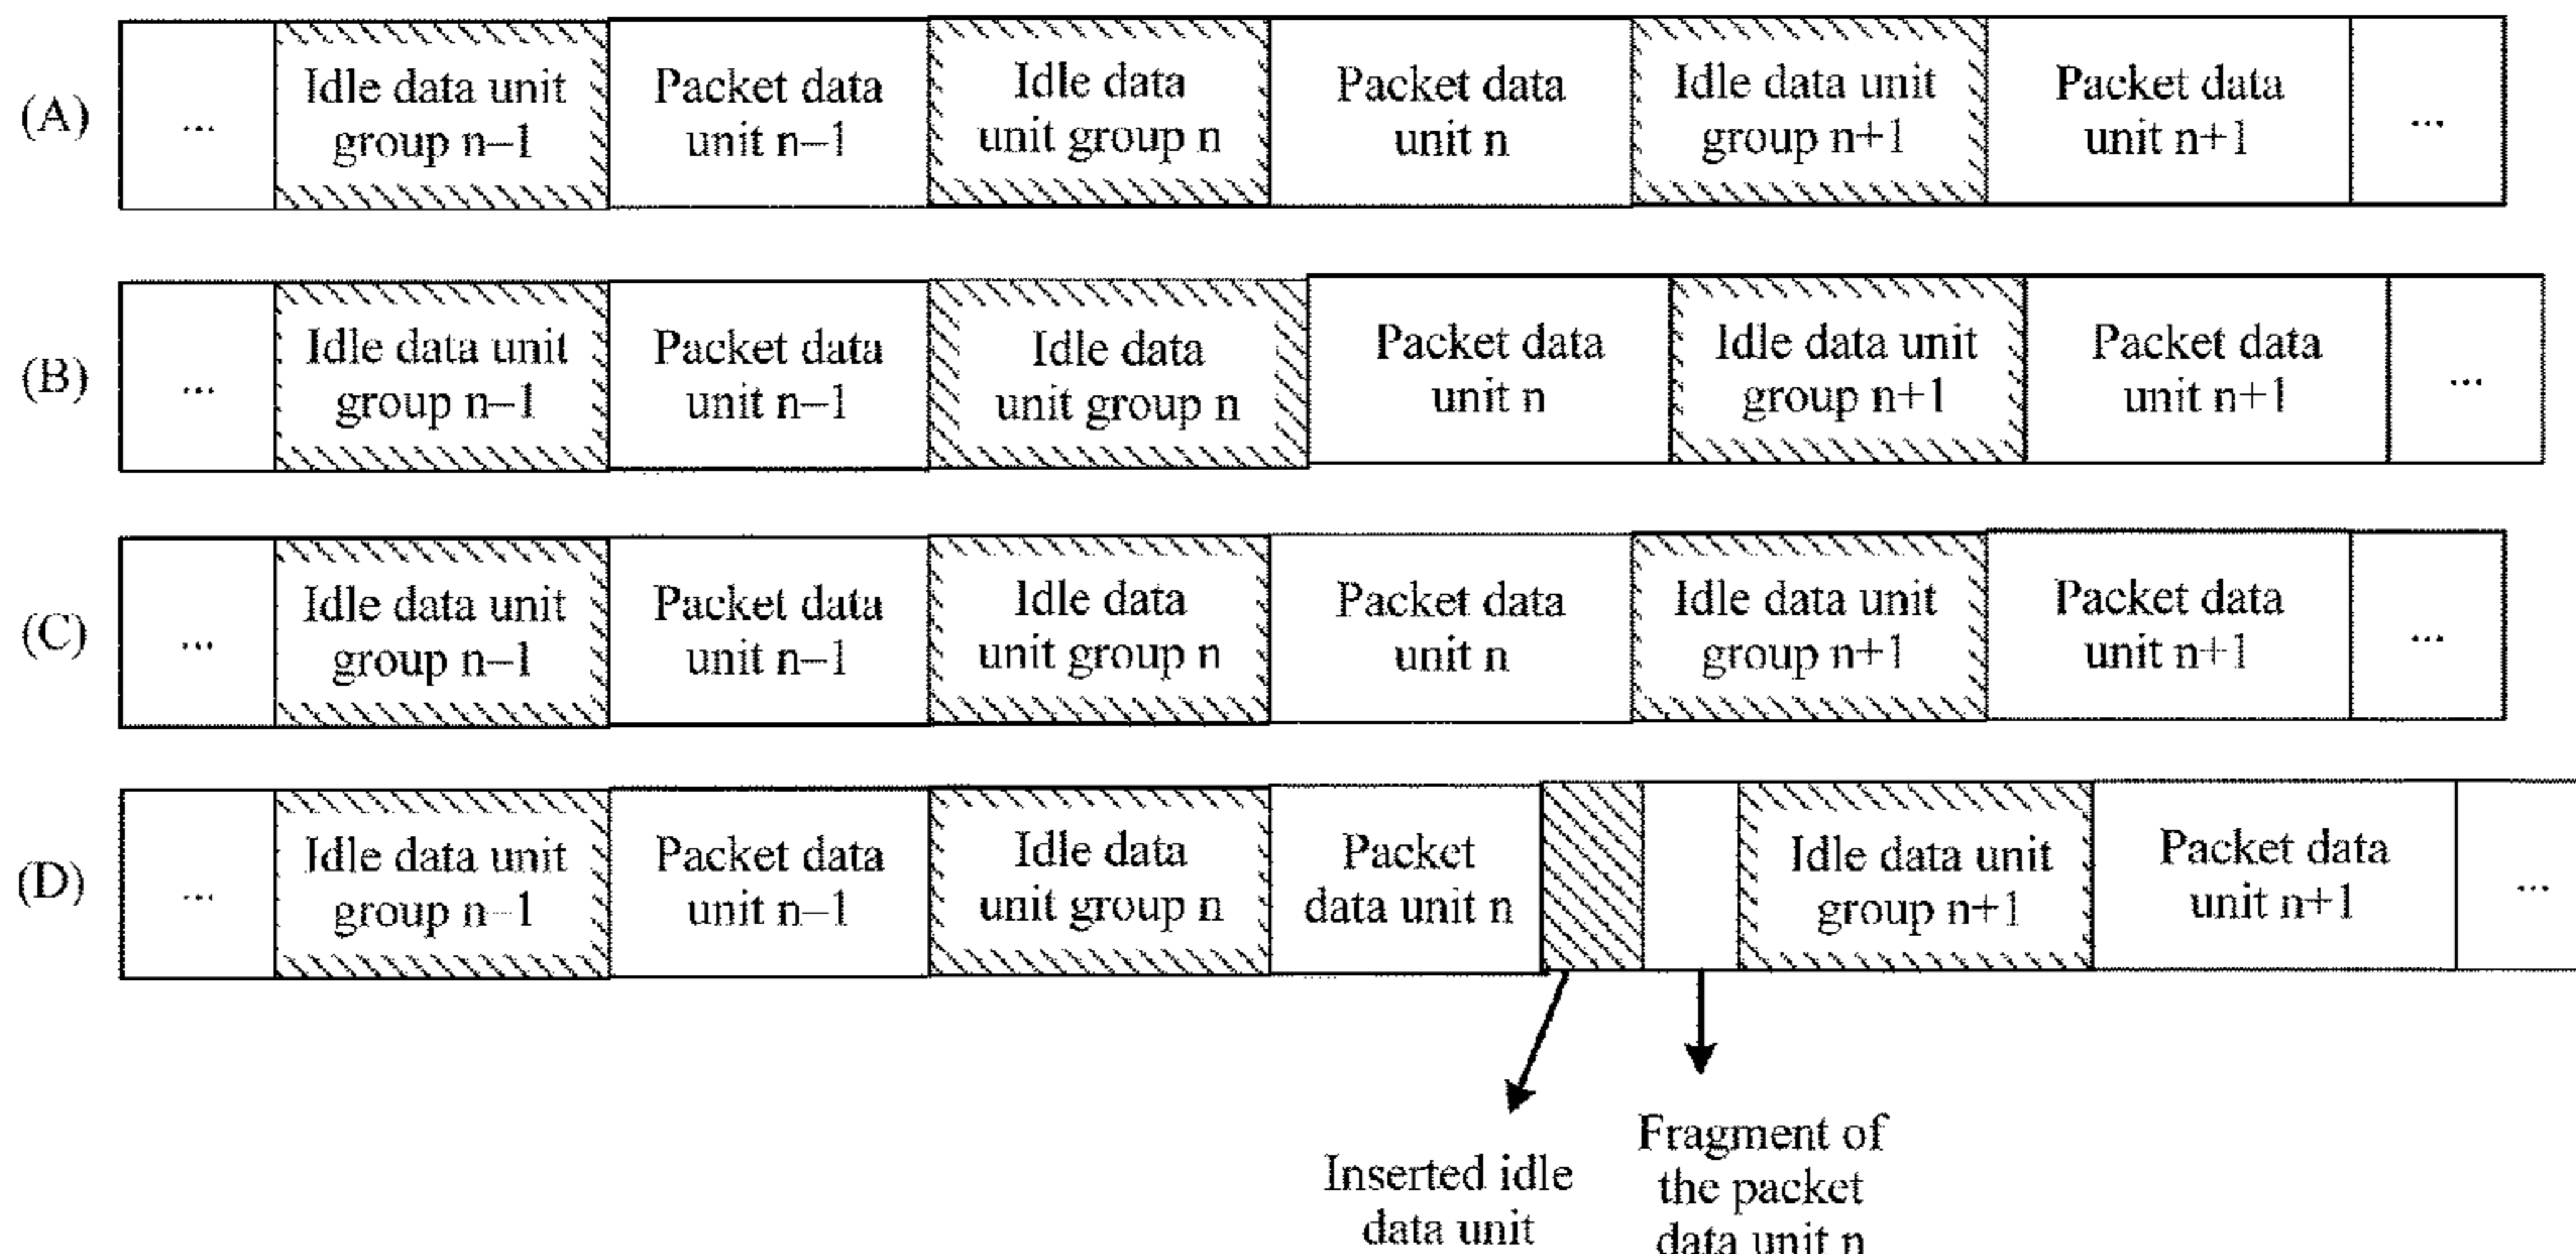 (A)
...
Idle data unit
group n–1
Packet data
unit n–1
Idle data
unit group n
Packet data
unit n
Idle data unit
group n+1
Packet data
unit n+1
...
(B)
...
Idle data unit
group n–1
Packet data
unit n–1
Idle data
unit group n
Packet data
unit n
Idle data unit
group n+1
Packet data
unit n+1
...
(C)
...
Idle data unit
group n–1
Packet data
unit n–1
Idle data
unit group n
Packet data
unit n
Idle data unit
group n+1
Packet data
unit n+1
...
(D)
...
Idle data unit
group n–1
Packet data
unit n–1
Idle data
unit group n
Packet
data unit n
Idle data unit
group n+1
Packet data
unit n+1
...
Inserted idle
data unit
Fragment of
the packet
data unit n